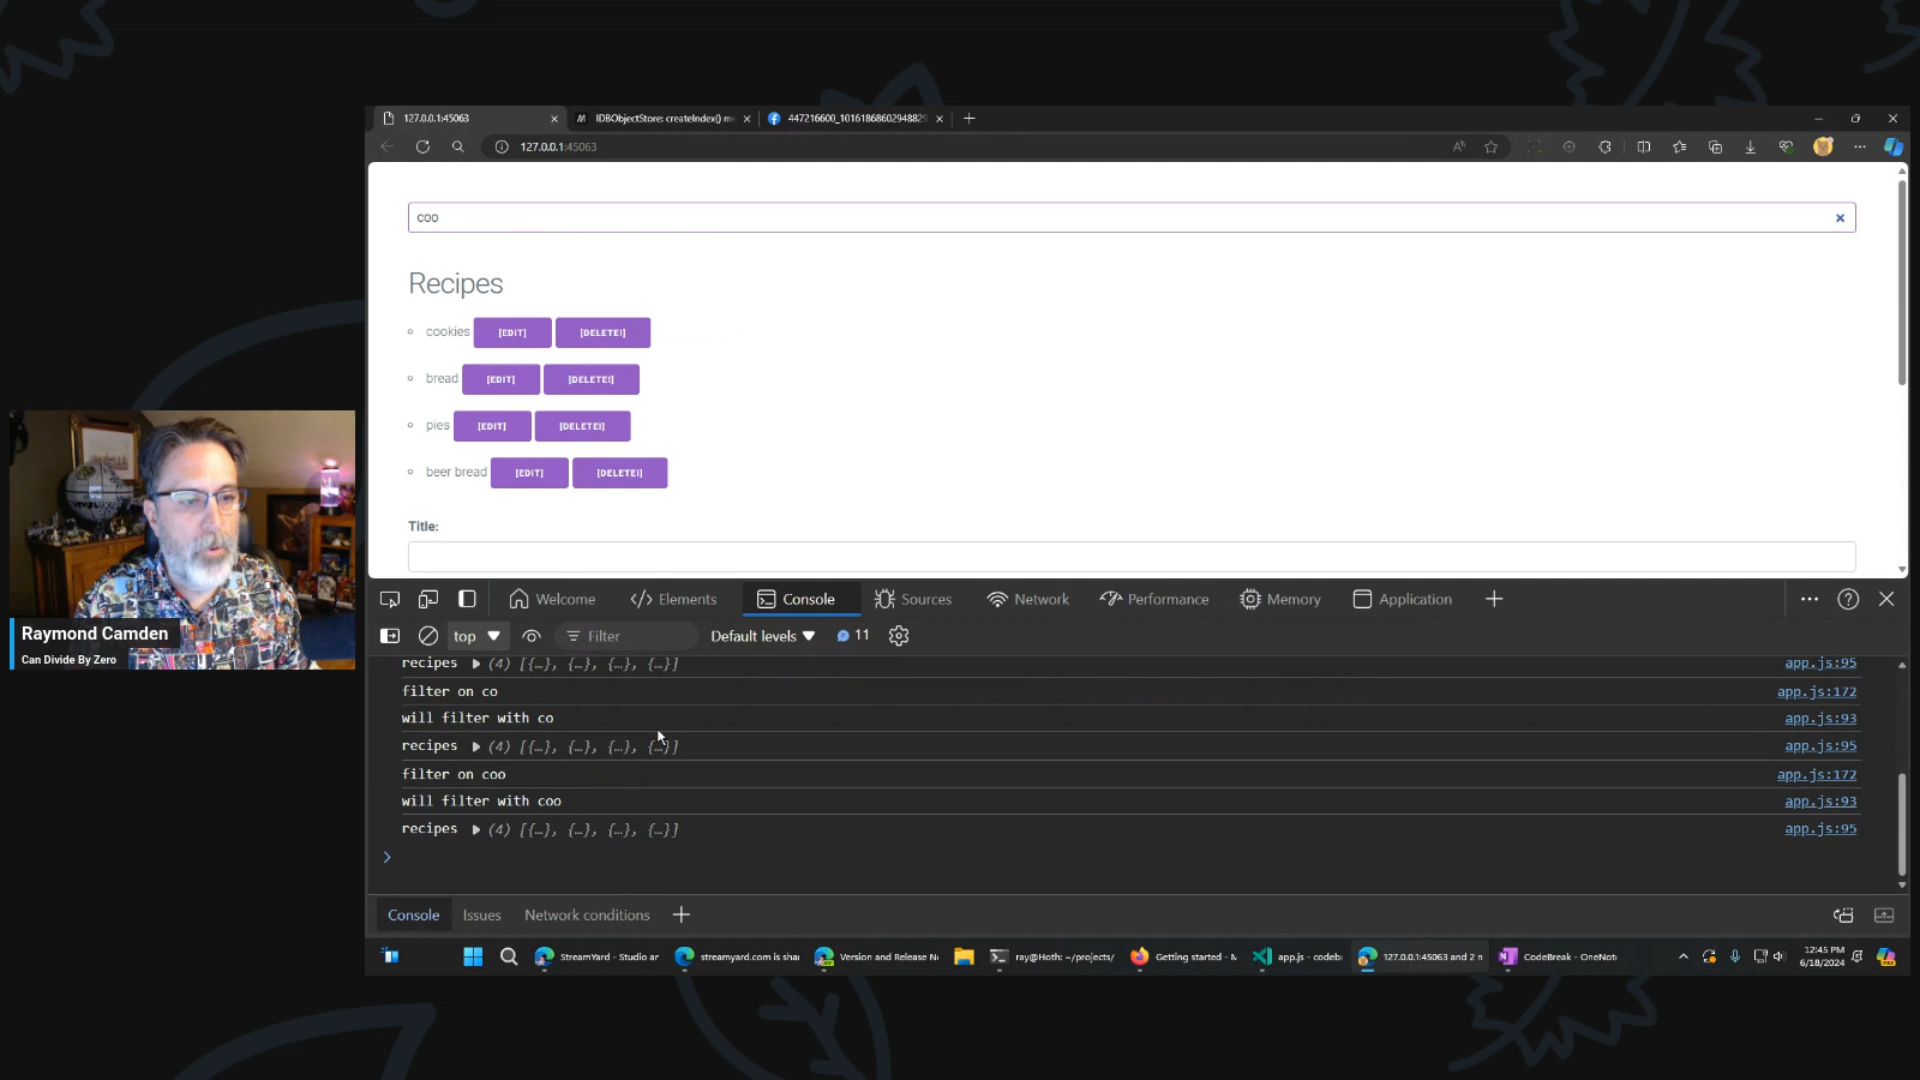 127.0.0.1:45063
IDBObjectStore: createIndex() m
447216600_10161868602948829
127.0.0.1:45063
coo
Recipes
cookies [EDIT] [DELETE!]
bread [EDIT] [DELETE!]
pies [EDIT] [DELETE!]
beer bread [EDIT] [DELETE!]
Title:
Raymond Camden
Can Divide By Zero
Welcome
Elements
Console
Sources
Network
Performance
Memory
Application
top
Filter
Default levels
11
recipes (4) [{…}, {…}, {…}, {…}] app.js:95
filter on co app.js:172
will filter with co app.js:93
recipes (4) [{…}, {…}, {…}, {…}] app.js:95
filter on coo app.js:172
will filter with coo app.js:93
recipes (4) [{…}, {…}, {…}, {…}] app.js:95
Console
Issues
Network conditions
StreamYard - Studio ar
streamyard.com is shar
Version and Release N
ray@Hoth: ~/projects/
Getting started - M
app.js - codeb
127.0.0.1:45063 and 2 n
CodeBreak - OneNot
12:45 PM
6/18/2024